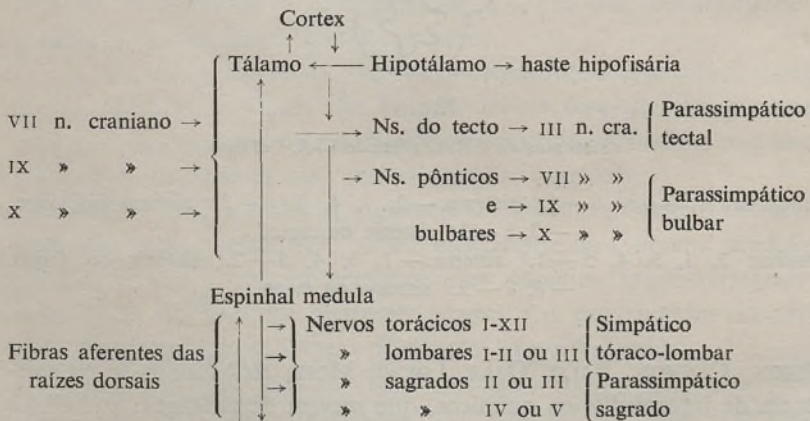 Cortex
↑ ↓
Tálamo ←— Hipotálamo → haste hipofisária
VII n. craniano →
→ Ns. do tecto → III n. cra. Parassimpático
tectal
IX » » →
→ Ns. pônticos → VII » »
X » » →
e → IX » » Parassimpático
bulbares → X » » bulbar
Espinhal medula
Nervos torácicos I-XII Simpático
Fibras aferentes das → » lombares I-II ou III tóraco-lombar
raízes dorsais → » sagrados II ou III Parassimpático
» » IV ou V sagrado